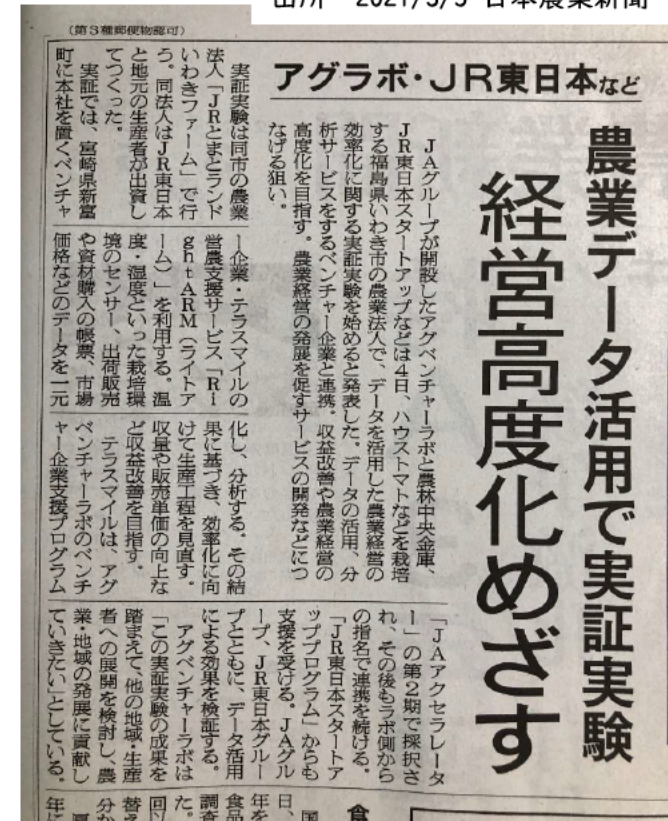 出所 2021/3/5 日本農業新聞
(第3種郵便物認可)
アグラボ・JR東日本など
農業データ活用で実証実験
経営高度化めざす
JAグループが開設したアグベンチャーラボと農林中央金庫、
JR東日本スタートアップなどは4日、ハウストマトなどを栽培
する福島県いわき市の農業法人で、データを活用した農業経営の
効率化に関する実証実験を始めると発表した。データの活用、分
析サービスをするベンチャー企業と連携。収益改善や農業経営の
高度化を目指す。農業経営の発展を促すサービスの開発などにつ
なげる狙い。
実証実験は同市の農業
法人「JRとまとランド
いわきファーム」で行
う。同法人はJR東日本
と地元の生産者が出資し
てつくった。
実証では、宮崎県新富
町に本社を置くベンチャ
ー企業・テラスマイルの
営農支援サービス「Ri
ghtARM(ライトア
ーム)」を利用する。温
度・湿度といった栽培環
境のセンサー、出荷販売
や資材購入の帳票、市場
価格などのデータを一元
化し、分析する。その結
果に基づき、効率化に向
けて生産工程を見直す。
収量や販売単価の向上な
ど収益改善を目指す。
テラスマイルは、アグ
ベンチャーラボのベンチ
ャー企業支援プログラム
「JAアクセラレータ
ー」の第2期で採択さ
れ、その後もラボ側から
の指名で連携を続ける。
「JR東日本スタートア
ッププログラム」からも
支援を受ける。JAグル
ープ、JR東日本グルー
プとともに、データ活用
による効果を検証する。
アグベンチャーラボは
「この実証実験の成果を
踏まえて、他の地域・生産
者への展開を検討し、農
業・地域の発展に貢献し
ていきたい」としている。
食
国
日、
年を
食品
調査
た。
回以
替え
分か
年に